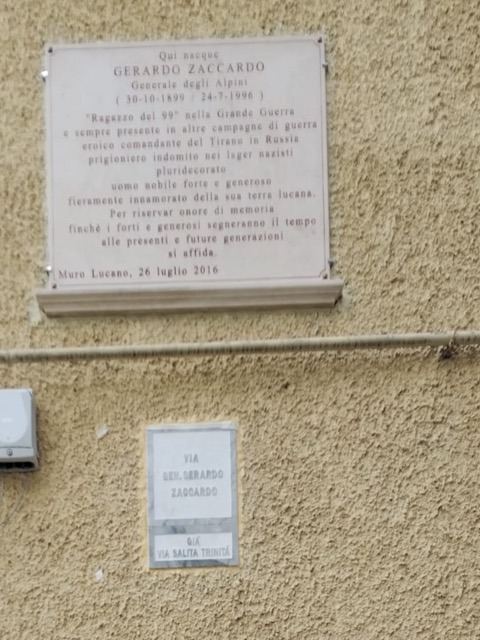 Qui nacque
GERARDO ZACCARDO
Generale degli Alpini
( 30-10-1899 / 24-7-1996 )
"Ragazzo del 99" nella Grande Guerra
e sempre presente in altre campagne di guerra
eroico comandante del Tirano in Russia
prigioniero indomito nei lager nazisti
pluridecorato
uomo nobile forte e generoso
fieramente innamorato della sua terra lucana.
Per riservar onore di memoria
finchè i forti e generosi segneranno il tempo
alle presenti e future generazioni
si affida.
Muro Lucano, 26 luglio 2016
VIA
GEN. GERARDO
ZACCARDO
GIÁ
VIA SALITA TRINITÁ